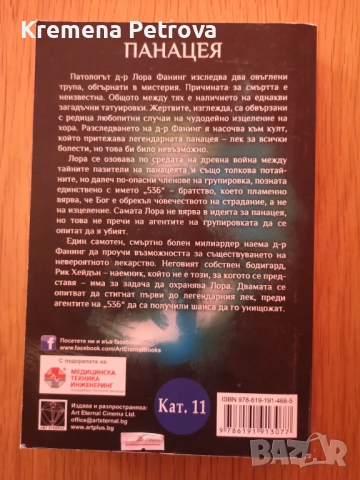 Kremena Petrova
ПАНАЦЕЯ
Патологът д-р Лора Фанинг изследва два овъглени
трупа, обгърнати в мистерия. Причината за смъртта е
неизвестна. Общото между тях е наличието на еднакви
загадъчни татуировки. Жертвите, изглежда, са обвързани
с редица любопитни случаи на чудодейно изцеление на
хора. Разследването на д-р Фанинг я насочва към култ,
който притежава легендарната панацея – лек за всички
болести, но това би било невъзможно.
Лора се озовава по средата на древна война между
тайните пазители на панацеята и също толкова потай-
ните, но далеч по-опасни членове на групировка, позната
единствено с името „536“ – братство, което пламенно
вярва, че Бог е обрекъл човечеството на страдание, а не
на изцеление. Самата Лора не вярва в идеята за панацея,
но това не пречи на агентите на групировката да се
опитат да я убият.
Един самотен, смъртно болен милиардер наема д-р
Фанинг да проучи възможността за съществуването на
невероятното лекарство. Неговият собствен бодигард,
Рик Хейдън – наемник, който не е този, за когото се пред-
ставя – има за задача да охранява Лора. Двамата се
опитват да стигнат първи до легендарния лек, преди
агентите на „536“ да са получили шанса да го унищожат.
Посетете ни и във facebook
www.facebook.com/ArtEternalBooks
С подкрепата на:
МЕДИЦИНСКА
ТЕХНИКА
ИНЖЕНЕРИНГ
Издава и разпространява:
Art Eternal Cinema Ltd.
office@arteternal.bg
www.artplus.bg
Кат. 11
ISBN 978-619-191-468-5
9 786191 913077
bazar